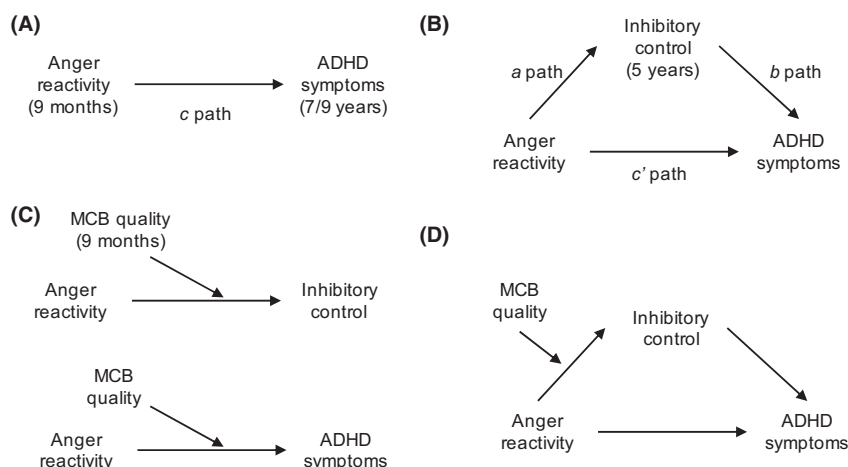 (A)
Anger
reactivity
(9 months)
c path
ADHD
symptoms
(7/9 years)
(B)
Inhibitory
control
(5 years)
a path
b path
Anger
reactivity
c' path
ADHD
symptoms
(C)
MCB quality
(9 months)
Anger
reactivity
Inhibitory
control
MCB
quality
Anger
reactivity
ADHD
symptoms
(D)
MCB
quality
Inhibitory
control
Anger
reactivity
ADHD
symptoms